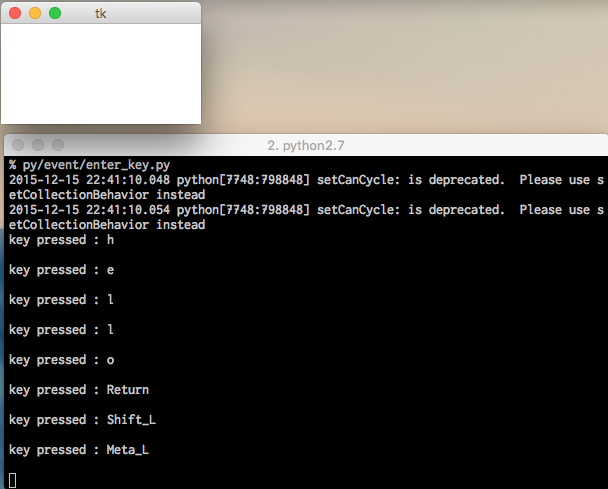 tk
2. python2.7
% py/event/enter_key.py
2015-12-15 22:41:10.048 python[7748:798848] setCanCycle: is deprecated.  Please use s
etCollectionBehavior instead
2015-12-15 22:41:10.054 python[7748:798848] setCanCycle: is deprecated.  Please use s
etCollectionBehavior instead
key pressed : h
key pressed : e
key pressed : l
key pressed : l
key pressed : o
key pressed : Return
key pressed : Shift_L
key pressed : Meta_L